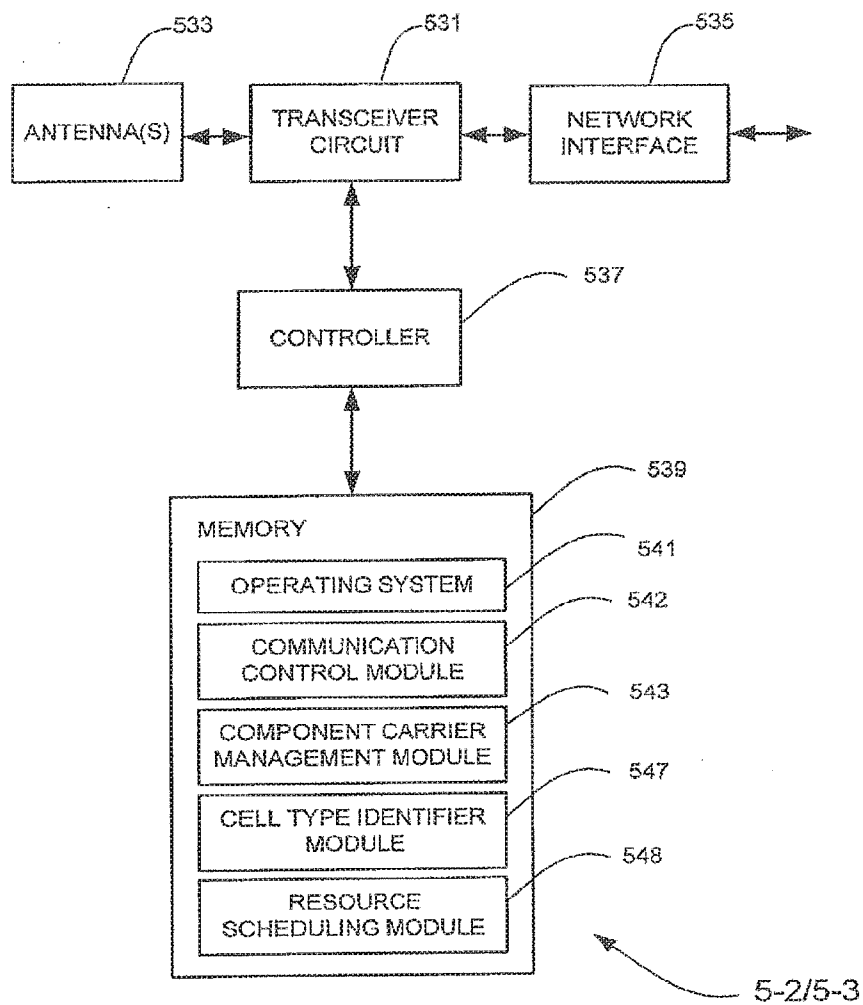 533
531
535
ANTENNA(S)
TRANSCEIVER
CIRCUIT
NETWORK
INTERFACE
537
CONTROLLER
539
MEMORY
541
OPERATING SYSTEM
542
COMMUNICATION
CONTROL MODULE
543
COMPONENT CARRIER
MANAGEMENT MODULE
547
CELL TYPE IDENTIFIER
MODULE
548
RESOURCE
SCHEDULING MODULE
5-2/5-3